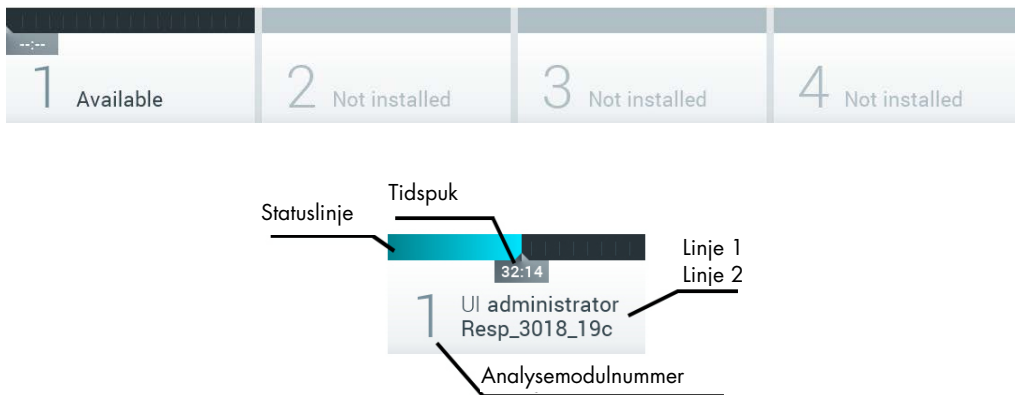 --:--
1 Available
2 Not installed
3 Not installed
4 Not installed
Tidspuk
Statuslinje
Linje 1
Linje 2
32:14
1 UI administrator
Resp_3018_19c
Analysemodulnummer